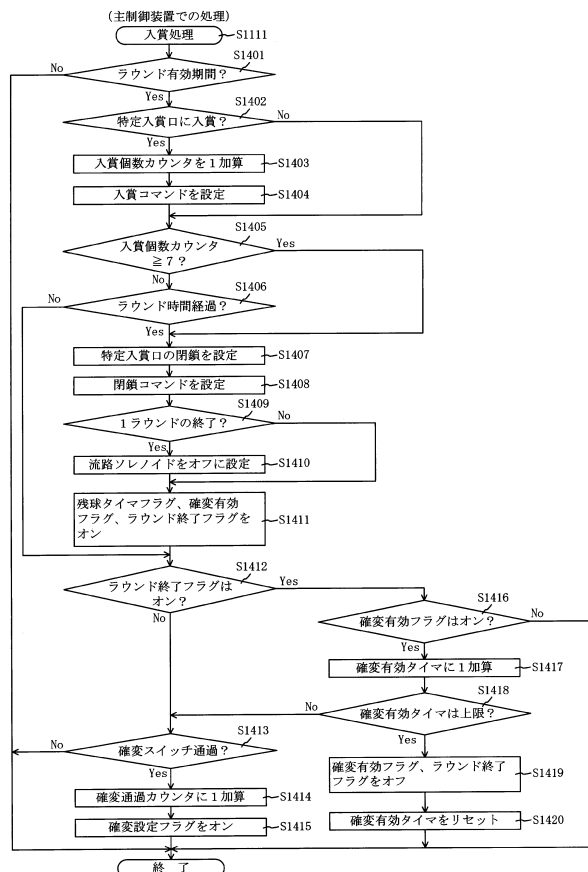 (主制御装置での処理)
入賞処理
S1111
S1401
No
ラウンド有効期間？
Yes
S1402
No
特定入賞口に入賞？
Yes
入賞個数カウンタを１加算
S1403
入賞コマンドを設定
S1404
S1405
入賞個数カウンタ
≧７？
Yes
No
S1406
No
ラウンド時間経過？
Yes
特定入賞口の閉鎖を設定
S1407
閉鎖コマンドを設定
S1408
S1409
No
１ラウンドの終了？
Yes
流路ソレノイドをオフに設定
S1410
残球タイマフラグ、確変有効
フラグ、ラウンド終了フラグを
オン
S1411
S1412
ラウンド終了フラグは
オン？
Yes
No
S1416
確変有効フラグはオン？
No
Yes
確変有効タイマに１加算
S1417
S1418
No
確変有効タイマは上限？
Yes
S1413
No
確変スイッチ通過？
Yes
確変有効フラグ、ラウンド終了
フラグをオフ
S1419
確変通過カウンタに１加算
S1414
確変有効タイマをリセット
S1420
確変設定フラグをオン
S1415
終 了